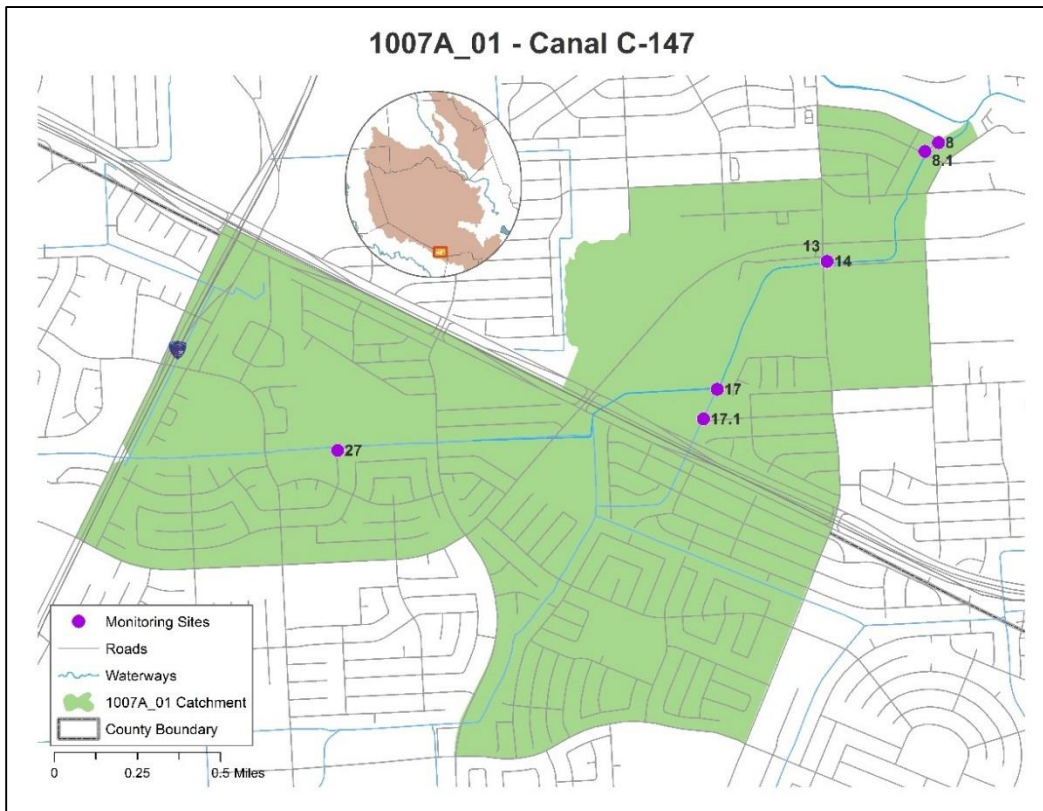 1007A_01 - Canal C-147
8
8.1
13
14
17
17.1
27
Monitoring Sites
Roads
Waterways
1007A_01 Catchment
County Boundary
0 0.25 0.5 Miles